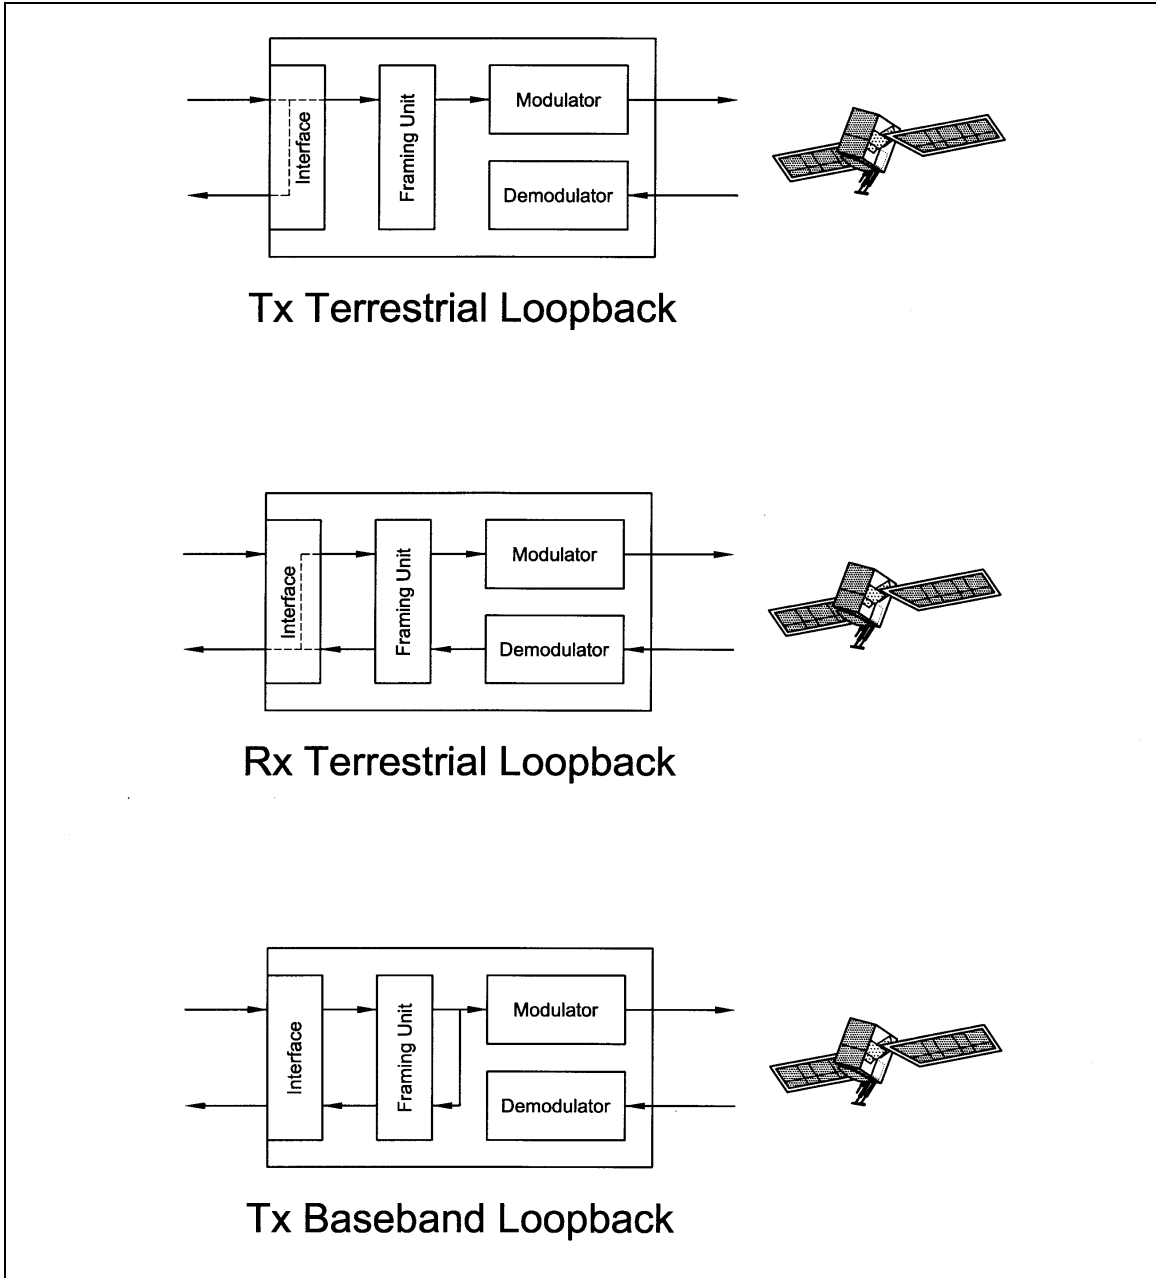 Interface
Framing Unit
Modulator
Demodulator
Tx Terrestrial Loopback
Interface
Framing Unit
Modulator
Demodulator
Rx Terrestrial Loopback
Interface
Framing Unit
Modulator
Demodulator
Tx Baseband Loopback